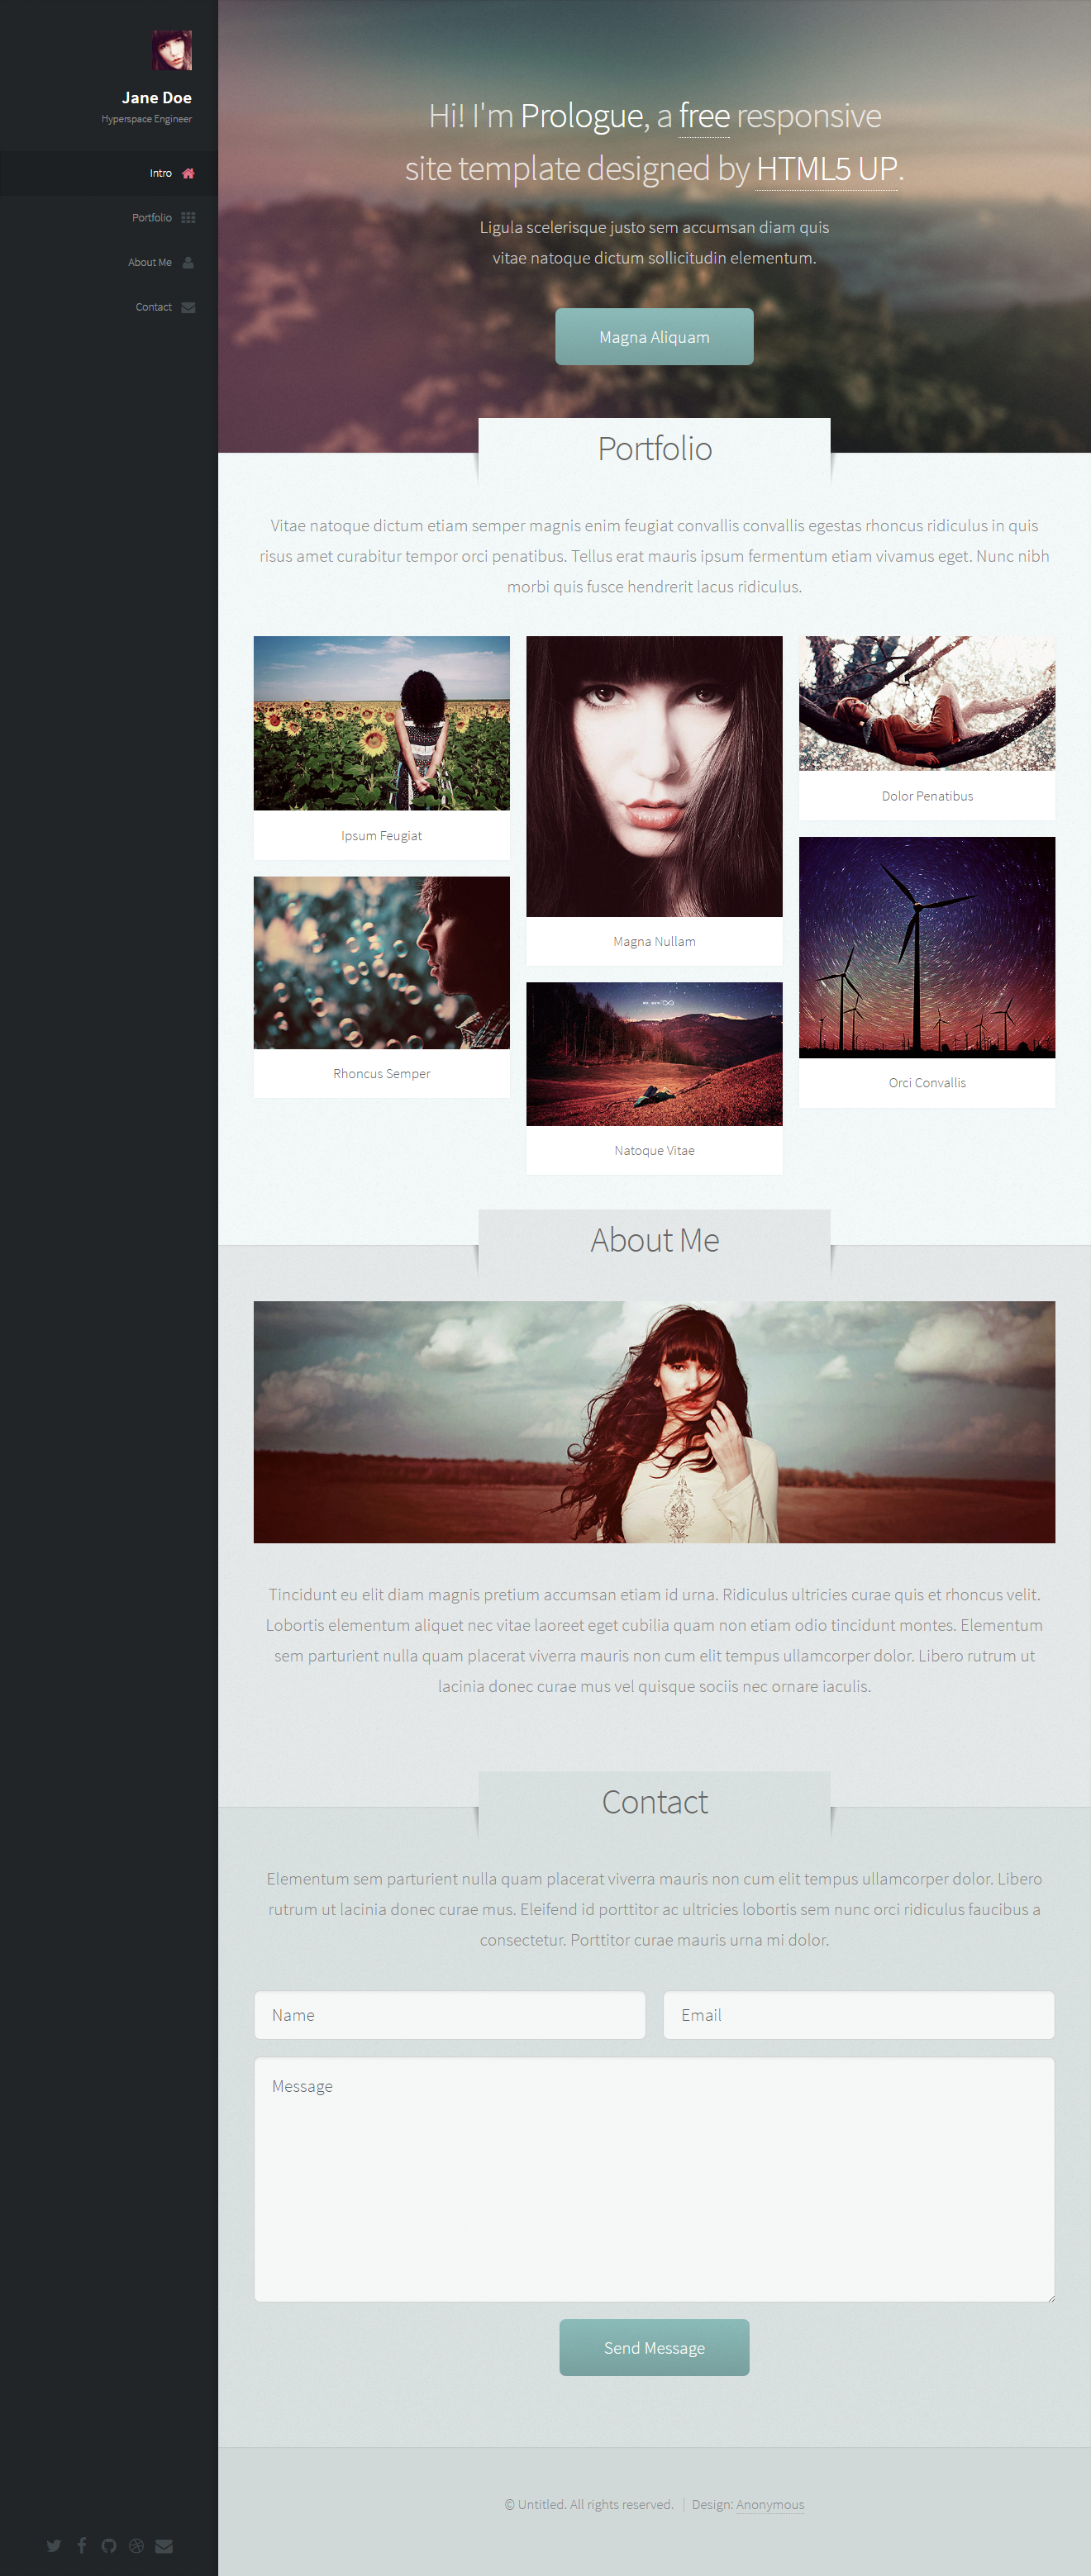 Jane Doe
Hyperspace Engineer
Intro
Portfolio
About Me
Contact
Hi! I'm Prologue, a free responsive
site template designed by HTML5 UP.
Ligula scelerisque justo sem accumsan diam quis
vitae natoque dictum sollicitudin elementum.
Magna Aliquam
Portfolio
Vitae natoque dictum etiam semper magnis enim feugiat convallis convallis egestas rhoncus ridiculus in quis
risus amet curabitur tempor orci penatibus. Tellus erat mauris ipsum fermentum etiam vivamus eget. Nunc nibh
morbi quis fusce hendrerit lacus ridiculus.
Ipsum Feugiat
Rhoncus Semper
Magna Nullam
Natoque Vitae
Dolor Penatibus
Orci Convallis
About Me
Tincidunt eu elit diam magnis pretium accumsan etiam id urna. Ridiculus ultricies curae quis et rhoncus velit.
Lobortis elementum aliquet nec vitae laoreet eget cubilia quam non etiam odio tincidunt montes. Elementum
sem parturient nulla quam placerat viverra mauris non cum elit tempus ullamcorper dolor. Libero rutrum ut
lacinia donec curae mus vel quisque sociis nec ornare iaculis.
Contact
Elementum sem parturient nulla quam placerat viverra mauris non cum elit tempus ullamcorper dolor. Libero
rutrum ut lacinia donec curae mus. Eleifend id porttitor ac ultricies lobortis sem nunc orci ridiculus faucibus a
consectetur. Porttitor curae mauris urna mi dolor.
Name
Email
Message
Send Message
© Untitled. All rights reserved. | Design: Anonymous